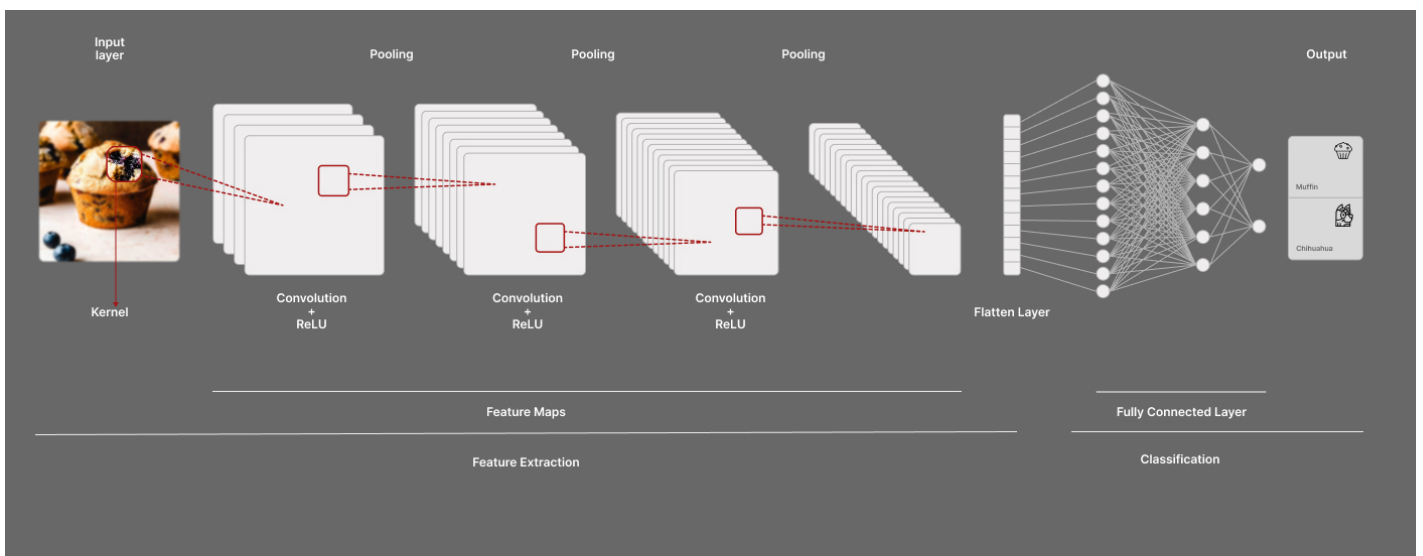 Input
layer
Pooling
Pooling
Pooling
Output
Muffin
Chihuahua
Kernel
Convolution
+
ReLU
Convolution
+
ReLU
Convolution
+
ReLU
Flatten Layer
Feature Maps
Fully Connected Layer
Feature Extraction
Classification